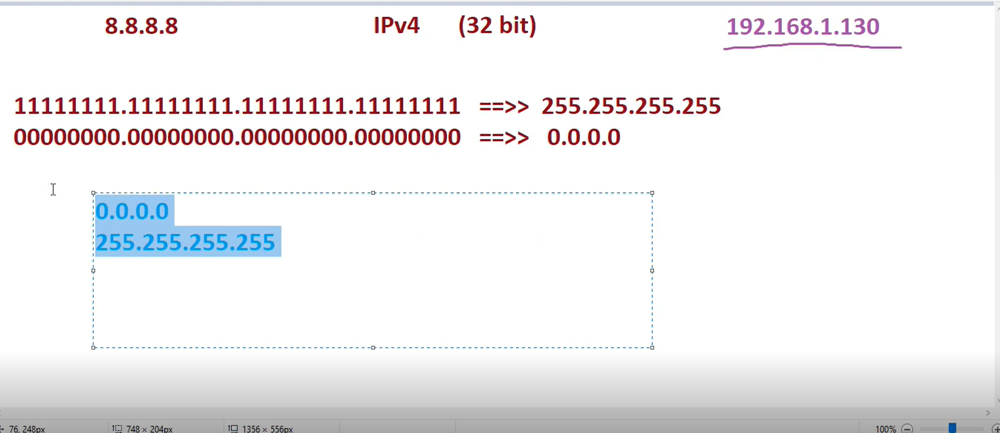 8.8.8.8 IPv4 (32 bit) 192.168.1.130
11111111.11111111.11111111.11111111 ==>> 255.255.255.255
00000000.00000000.00000000.00000000 ==>> 0.0.0.0
0.0.0.0
255.255.255.255
76, 248px 748 × 204px 1356 × 556px 100%